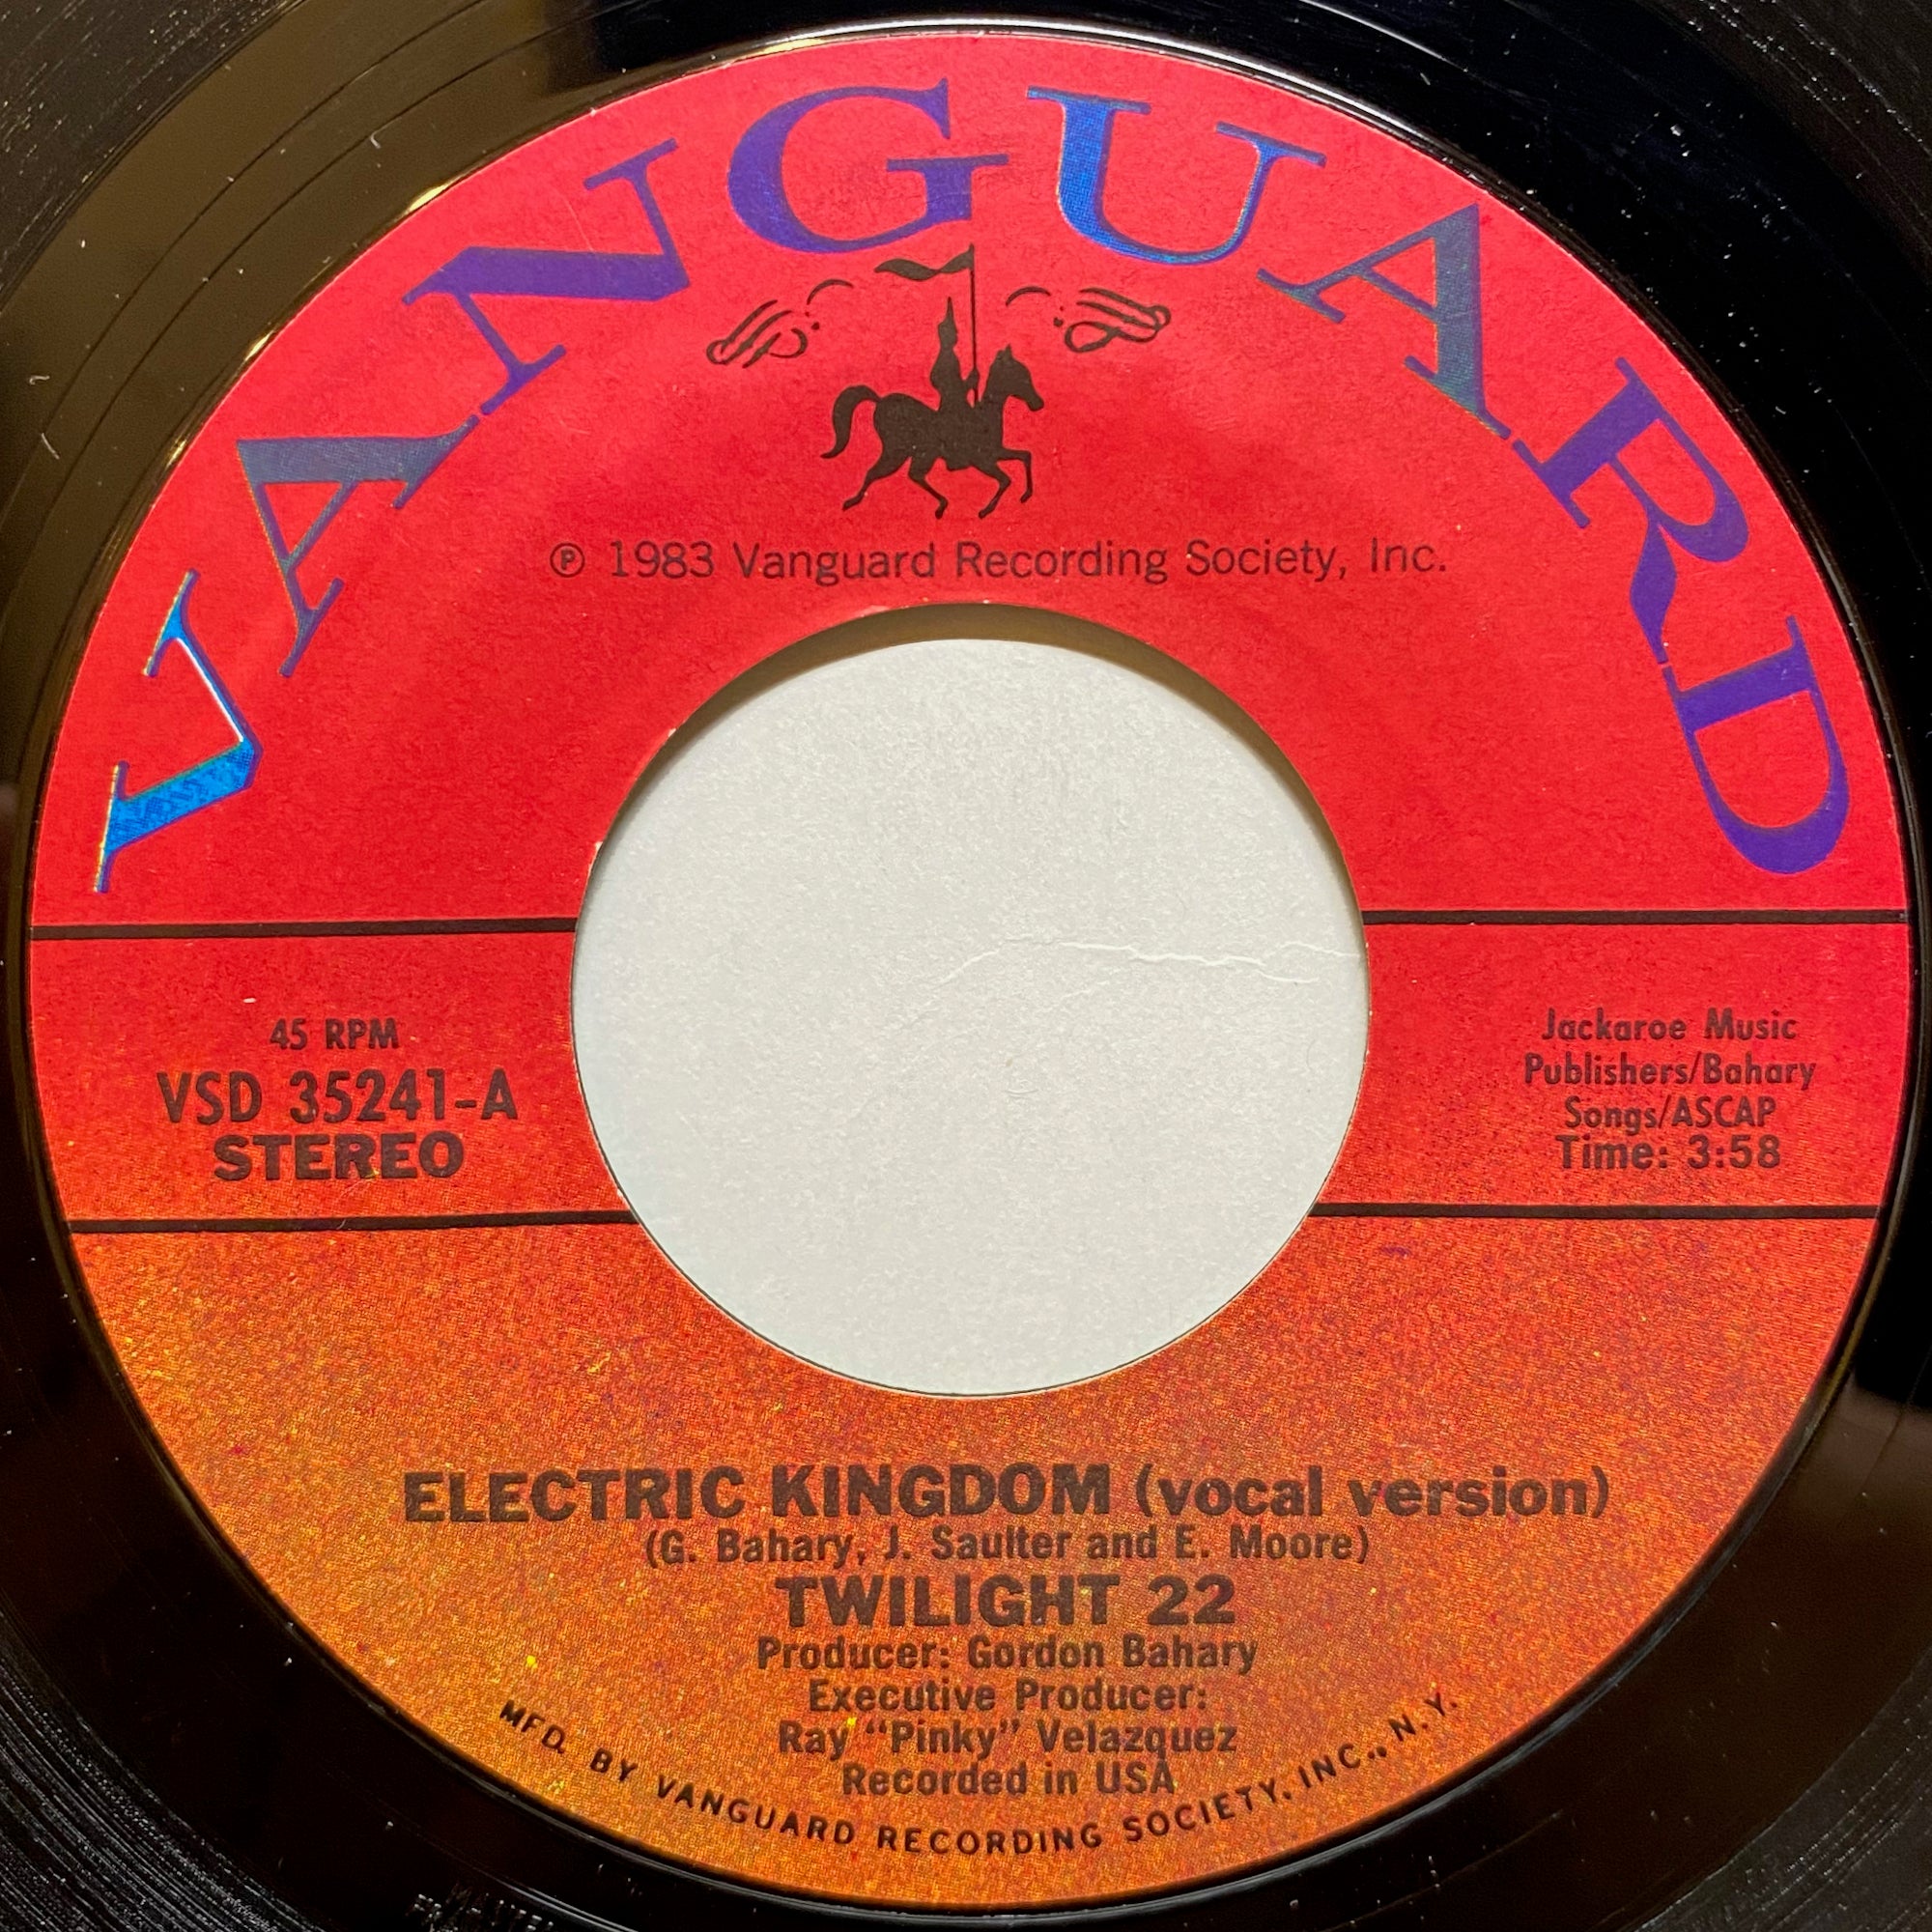 VANGUARD
℗ 1983 Vanguard Recording Society, Inc.
45 RPM
VSD 35241-A
STEREO
Jackaroe Music
Publishers/Bahary
Songs/ASCAP
Time: 3:58
ELECTRIC KINGDOM (vocal version)
(G. Bahary, J. Saulter and E. Moore)
TWILIGHT 22
Producer: Gordon Bahary
Executive Producer:
Ray “Pinky” Velazquez
Recorded in USA
MFD. BY VANGUARD RECORDING SOCIETY, INC., N.Y.